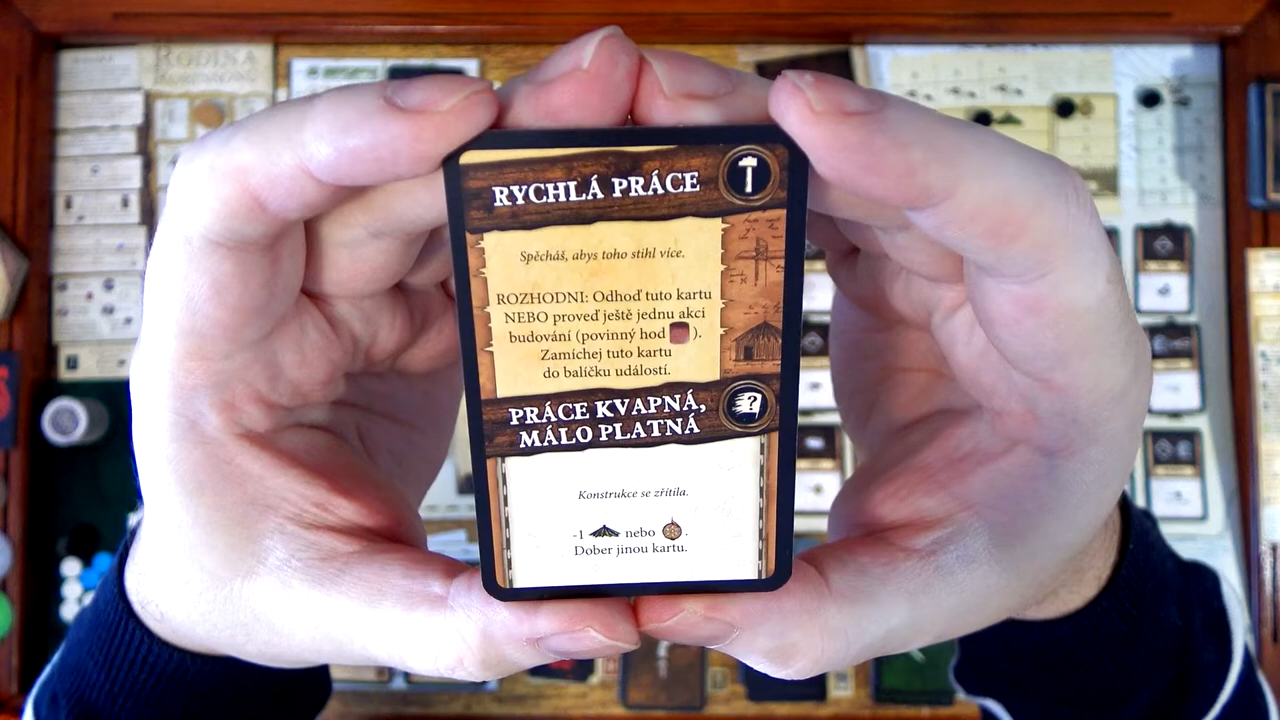 RODINA
RYCHLÁ PRÁCE
Spěcháš, abys toho stihl více.
ROZHODNI: Odhoď tuto kartu
NEBO proveď ještě jednu akci
budování (povinný hod ).
Zamíchej tuto kartu
do balíčku událostí.
PRÁCE KVAPNÁ,
MÁLO PLATNÁ
?
Konstrukce se zřítila.
-1 nebo .
Dober jinou kartu.